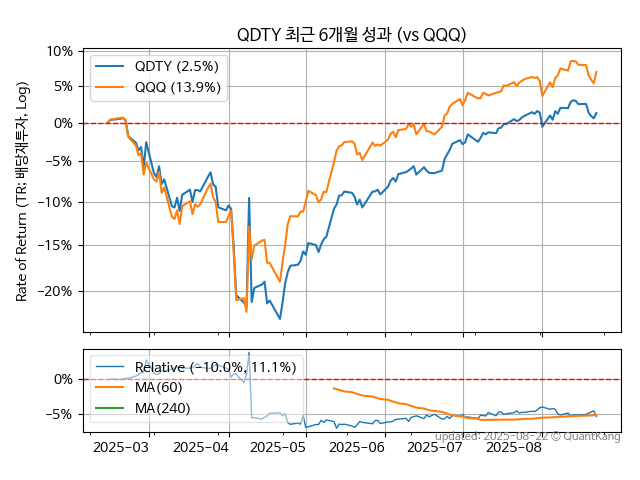 QDTY 최근 6개월 성과 (vs QQQ)
10%
5%
0%
−5%
−10%
−15%
−20%
Rate of Return (TR: 배당재투자, Log)
QDTY (2.5%)
QQQ (13.9%)
0%
−5%
Relative (−10.0%, 11.1%)
MA(60)
MA(240)
2025−03
2025−04
2025−05
2025−06
2025−07
2025−08
updated: 2025−08−22 © QuantKang